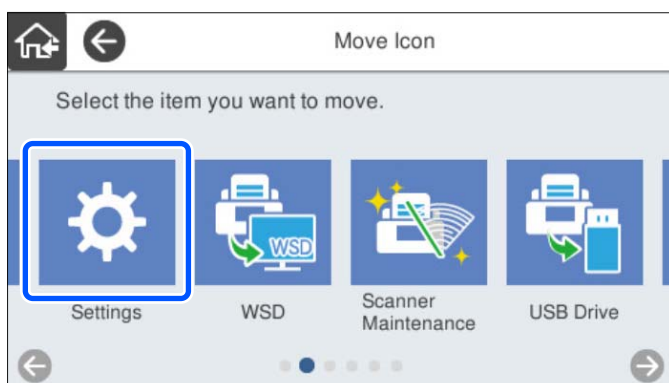 Move Icon
Select the item you want to move.
WSD
Settings
WSD
Scanner
Maintenance
USB Drive